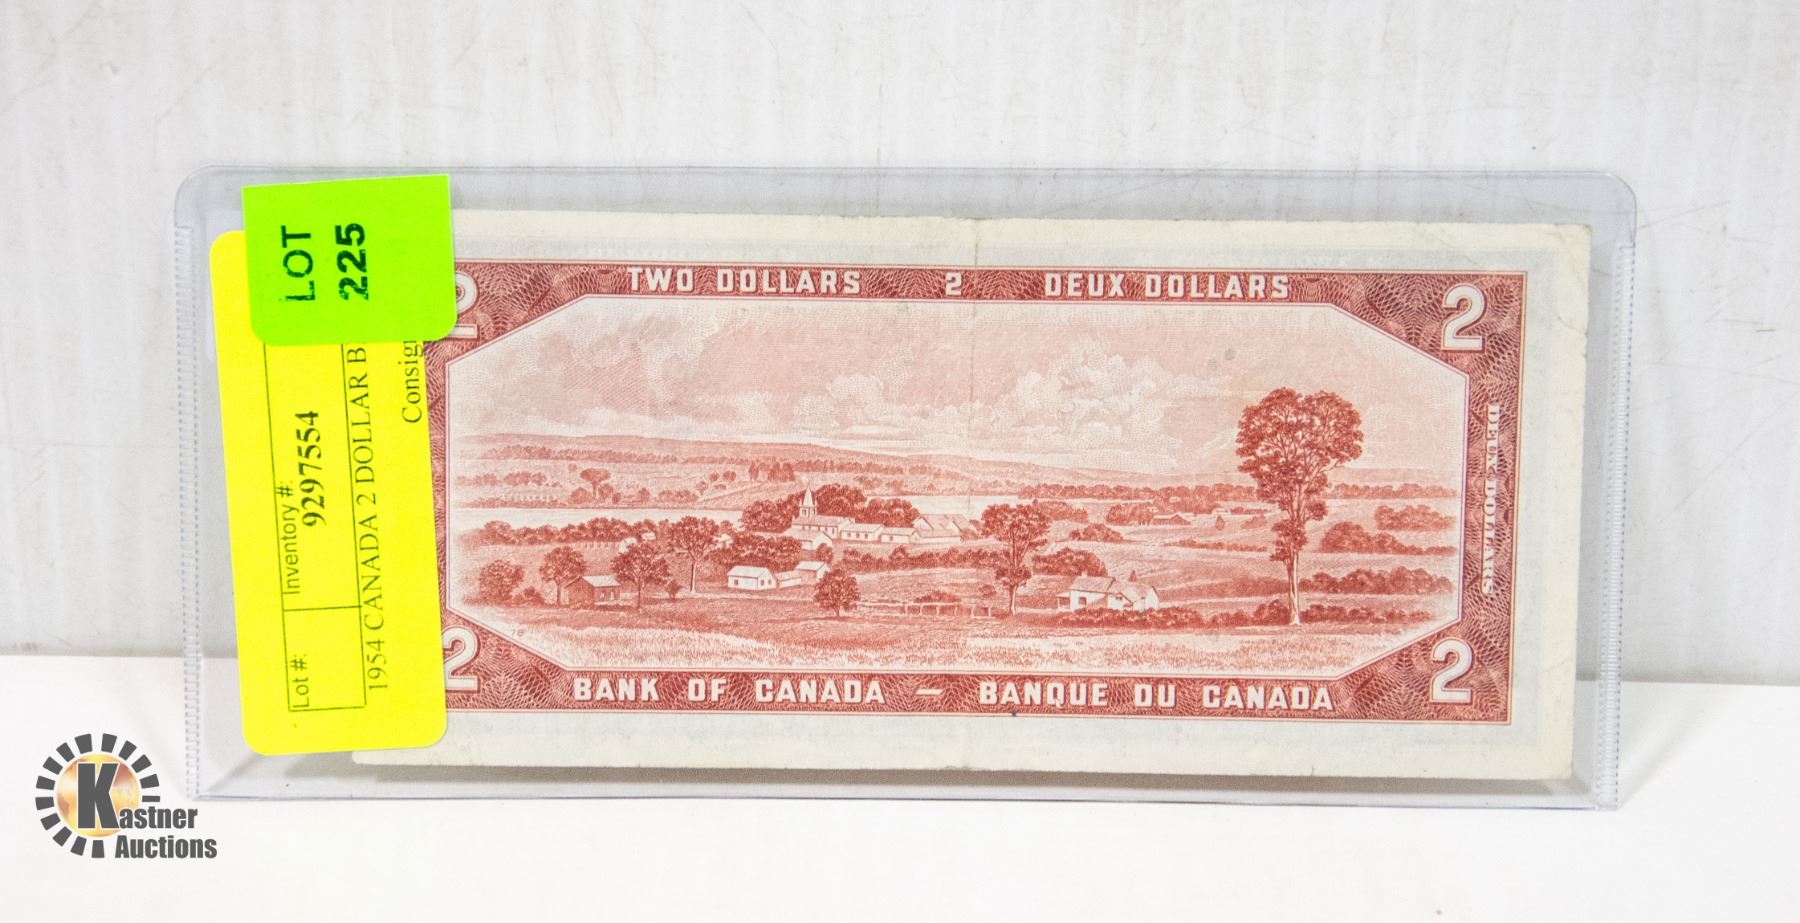 LOT
225
Lot #:
Inventory #:
9297554
1954 CANADA 2 DOLLAR B
TWO DOLLARS 2 DEUX DOLLARS
2
2
DEUX DOLLARS
2
2
BANK OF CANADA — BANQUE DU CANADA
Kastner
Auctions